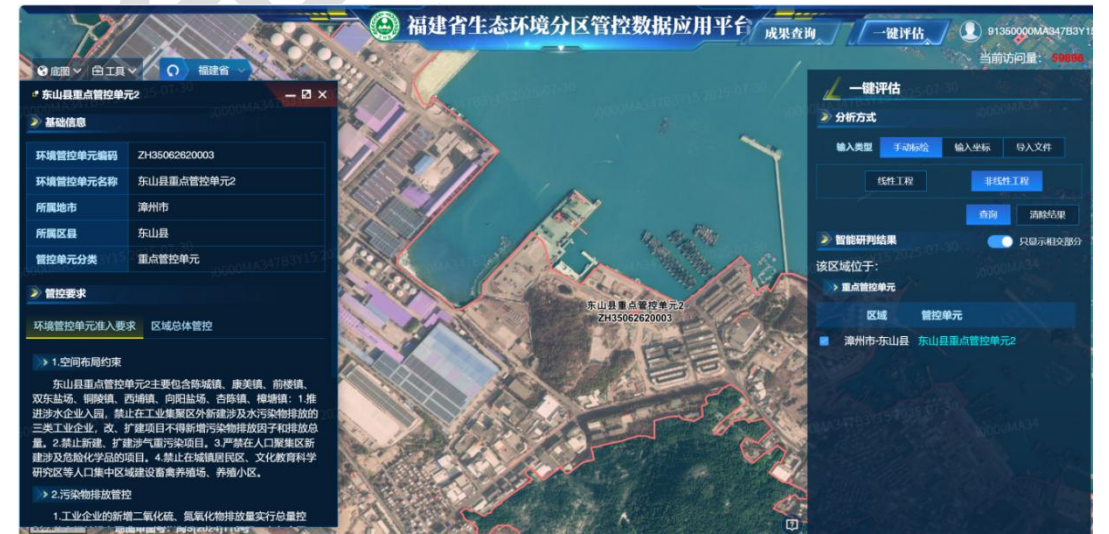 福建省生态环境分区管控数据应用平台
成果查询
一键评估
91350000MA347B3Y15
当前访问量：
底图
工具
福建省
东山县重点管控单元2
基础信息
环境管控单元编码 ZH35062620003
环境管控单元名称 东山县重点管控单元2
所属地市 漳州市
所属区县 东山县
管控单元分类 重点管控单元
管控要求
环境管控单元准入要求 区域总体管控
1.空间布局约束
东山县重点管控单元2主要包含陈城镇、康美镇、前楼镇、
双东盐场、铜陵镇、西埔镇、向阳盐场、杏陈镇、樟塘镇：1.推
进涉水企业入园，禁止在工业集聚区外新建涉及水污染物排放的
三类工业企业，改、扩建项目不得新增污染排放因子和排放总
量。2.禁止新建、扩建涉气重污染项目。3.严禁在人口聚集区新
建涉及危险化学品的项目。4.禁止在城镇居民区、文化教育科学
研究区等人口集中区域建设畜禽养殖场、养殖小区。
2.污染物排放管控
1.工业企业的新增二氧化硫、氮氧化物排放量实行总量控
东山县重点管控单元2
ZH35062620003
一键评估
分析方式
输入类型 手动标绘 输入坐标 导入文件
线性工程 非线性工程
查询 清除结果
智能研判结果 只显示相交部分
该区域位于：
重点管控单元
区域 管控单元
漳州市-东山县 东山县重点管控单元2